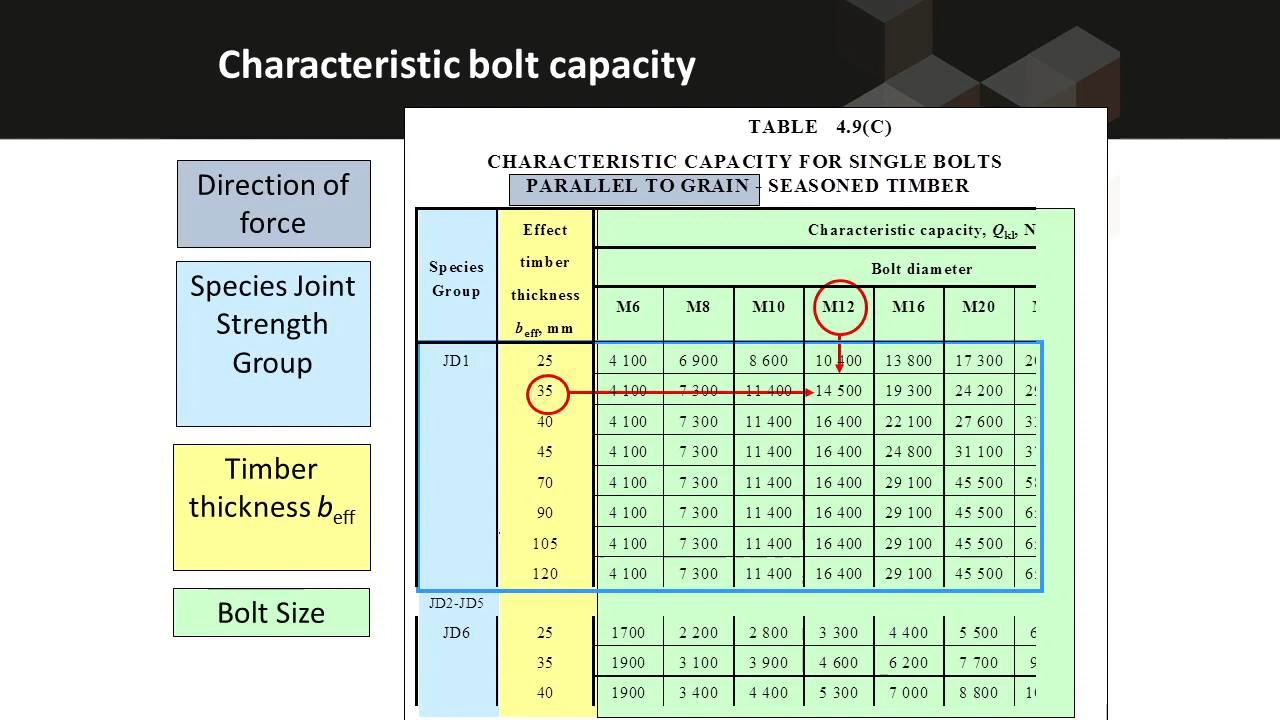 Characteristic bolt capacity
Direction of
force
Species Joint
Strength
Group
Timber
thickness beff
Bolt Size
TABLE 4.9(C)
CHARACTERISTIC CAPACITY FOR SINGLE BOLTS
PARALLEL TO GRAIN - SEASONED TIMBER
Species
Group
Effect
timber
thickness
beff, mm
Characteristic capacity, Qkl, N
Bolt diameter
M6 M8 M10 M12 M16 M20
JD1 25 4 100 6 900 8 600 10 400 13 800 17 300
35 4 100 7 300 11 400 14 500 19 300 24 200
40 4 100 7 300 11 400 16 400 22 100 27 600
45 4 100 7 300 11 400 16 400 24 800 31 100
70 4 100 7 300 11 400 16 400 29 100 45 500
90 4 100 7 300 11 400 16 400 29 100 45 500
105 4 100 7 300 11 400 16 400 29 100 45 500
120 4 100 7 300 11 400 16 400 29 100 45 500
JD2-JD5
JD6 25 1700 2 200 2 800 3 300 4 400 5 500
35 1900 3 100 3 900 4 600 6 200 7 700
40 1900 3 400 4 400 5 300 7 000 8 800